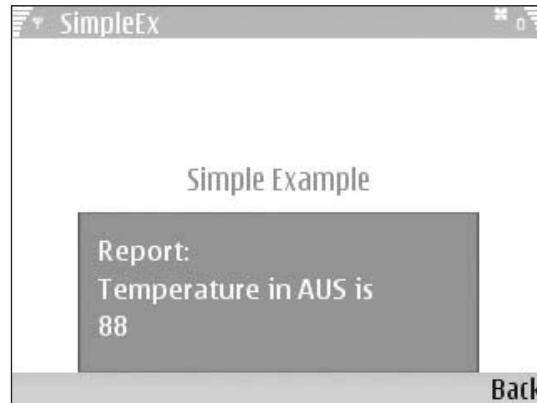 SimpleEx
Simple Example
Report:
Temperature in AUS is
88
Back